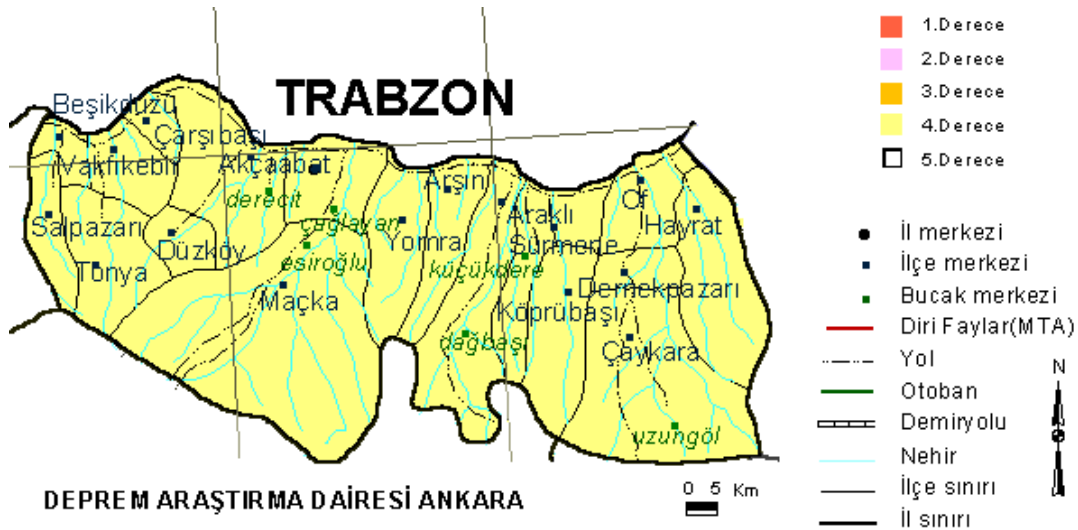 TRABZON
Beşikdüzü
Çarşıbaşı
Vakfıkebir
Akçaabat
Arsin
Of
derecit
Araklı
Hayrat
Salpazarı
çağlayan
Yomra
Sürmene
Düzköy
esiroğlu
küçükdere
Tonya
Maçka
Dernekpazarı
Köprübaşı
dağbaşı
Çaykara
uzungöl
DEPREM ARAŞTIRMA DAİRESİ ANKARA
0 5 Km
1.Derece
2.Derece
3.Derece
4.Derece
5.Derece
İl merkezi
İlçe merkezi
Bucak merkezi
Diri Faylar(MTA)
Yol
Otoban
Demiryolu
Nehir
İlçe sınırı
İl sınırı
N